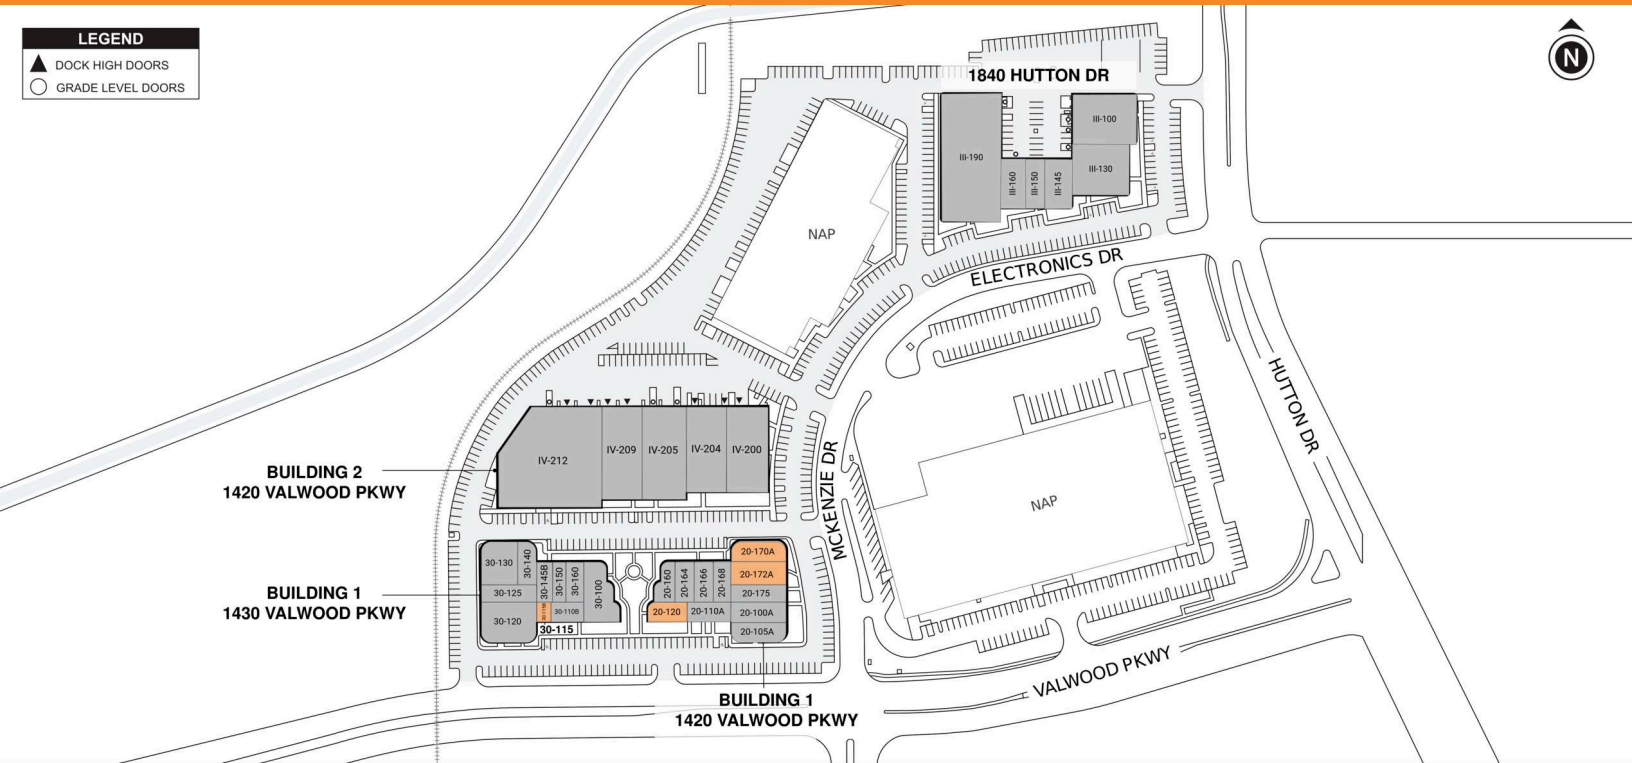 LEGEND
DOCK HIGH DOORS
GRADE LEVEL DOORS
N
1840 HUTTON DR
III-190
III-160
III-150
III-145
III-100
III-130
NAP
ELECTRONICS DR
HUTTON DR
MCKENZIE DR
NAP
IV-212
IV-209
IV-205
IV-204
IV-200
BUILDING 2
1420 VALWOOD PKWY
BUILDING 1
1430 VALWOOD PKWY
30-130
30-140
30-145B
30-150
30-160
30-100
30-125
30-120
30-110B
30-115
20-160
20-164
20-166
20-168
20-170A
20-172A
20-175
20-120
20-110A
20-100A
20-105A
BUILDING 1
1420 VALWOOD PKWY
VALWOOD PKWY